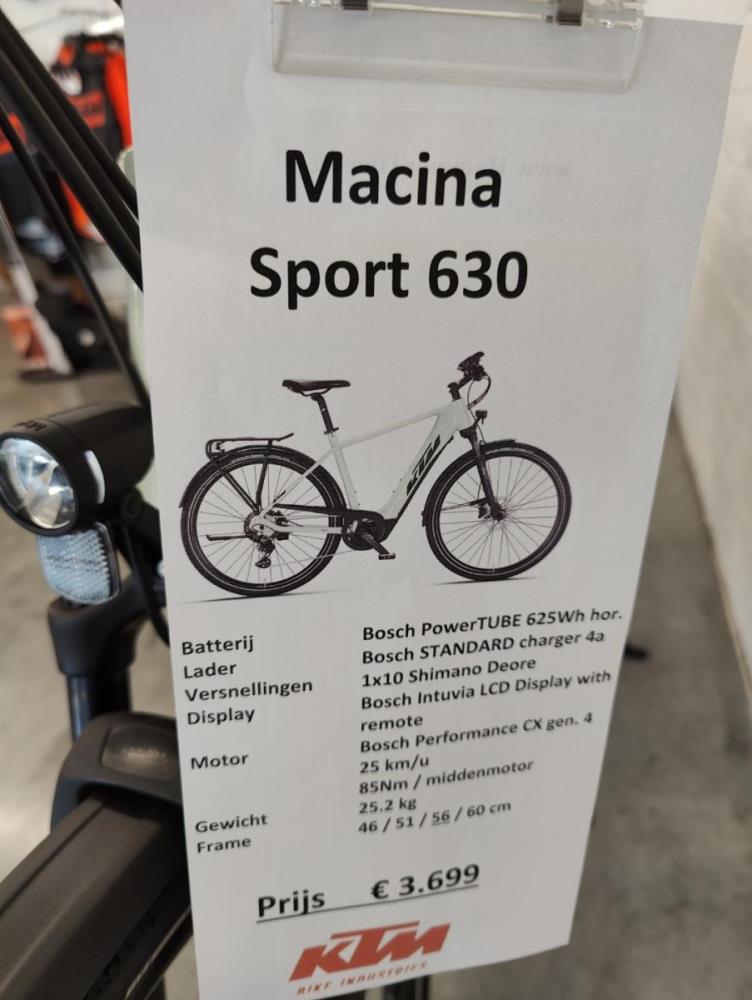 Macina
Sport 630
KTM
Batterij Bosch PowerTUBE 625Wh hor.
Lader Bosch STANDARD charger 4a
Versnellingen 1x10 Shimano Deore
Display Bosch Intuvia LCD Display with
remote
Motor Bosch Performance CX gen. 4
25 km/u
85Nm / middenmotor
Gewicht 25.2 kg
Frame 46 / 51 / 56 / 60 cm
Prijs € 3.699
KTM
BIKE INDUSTRIES